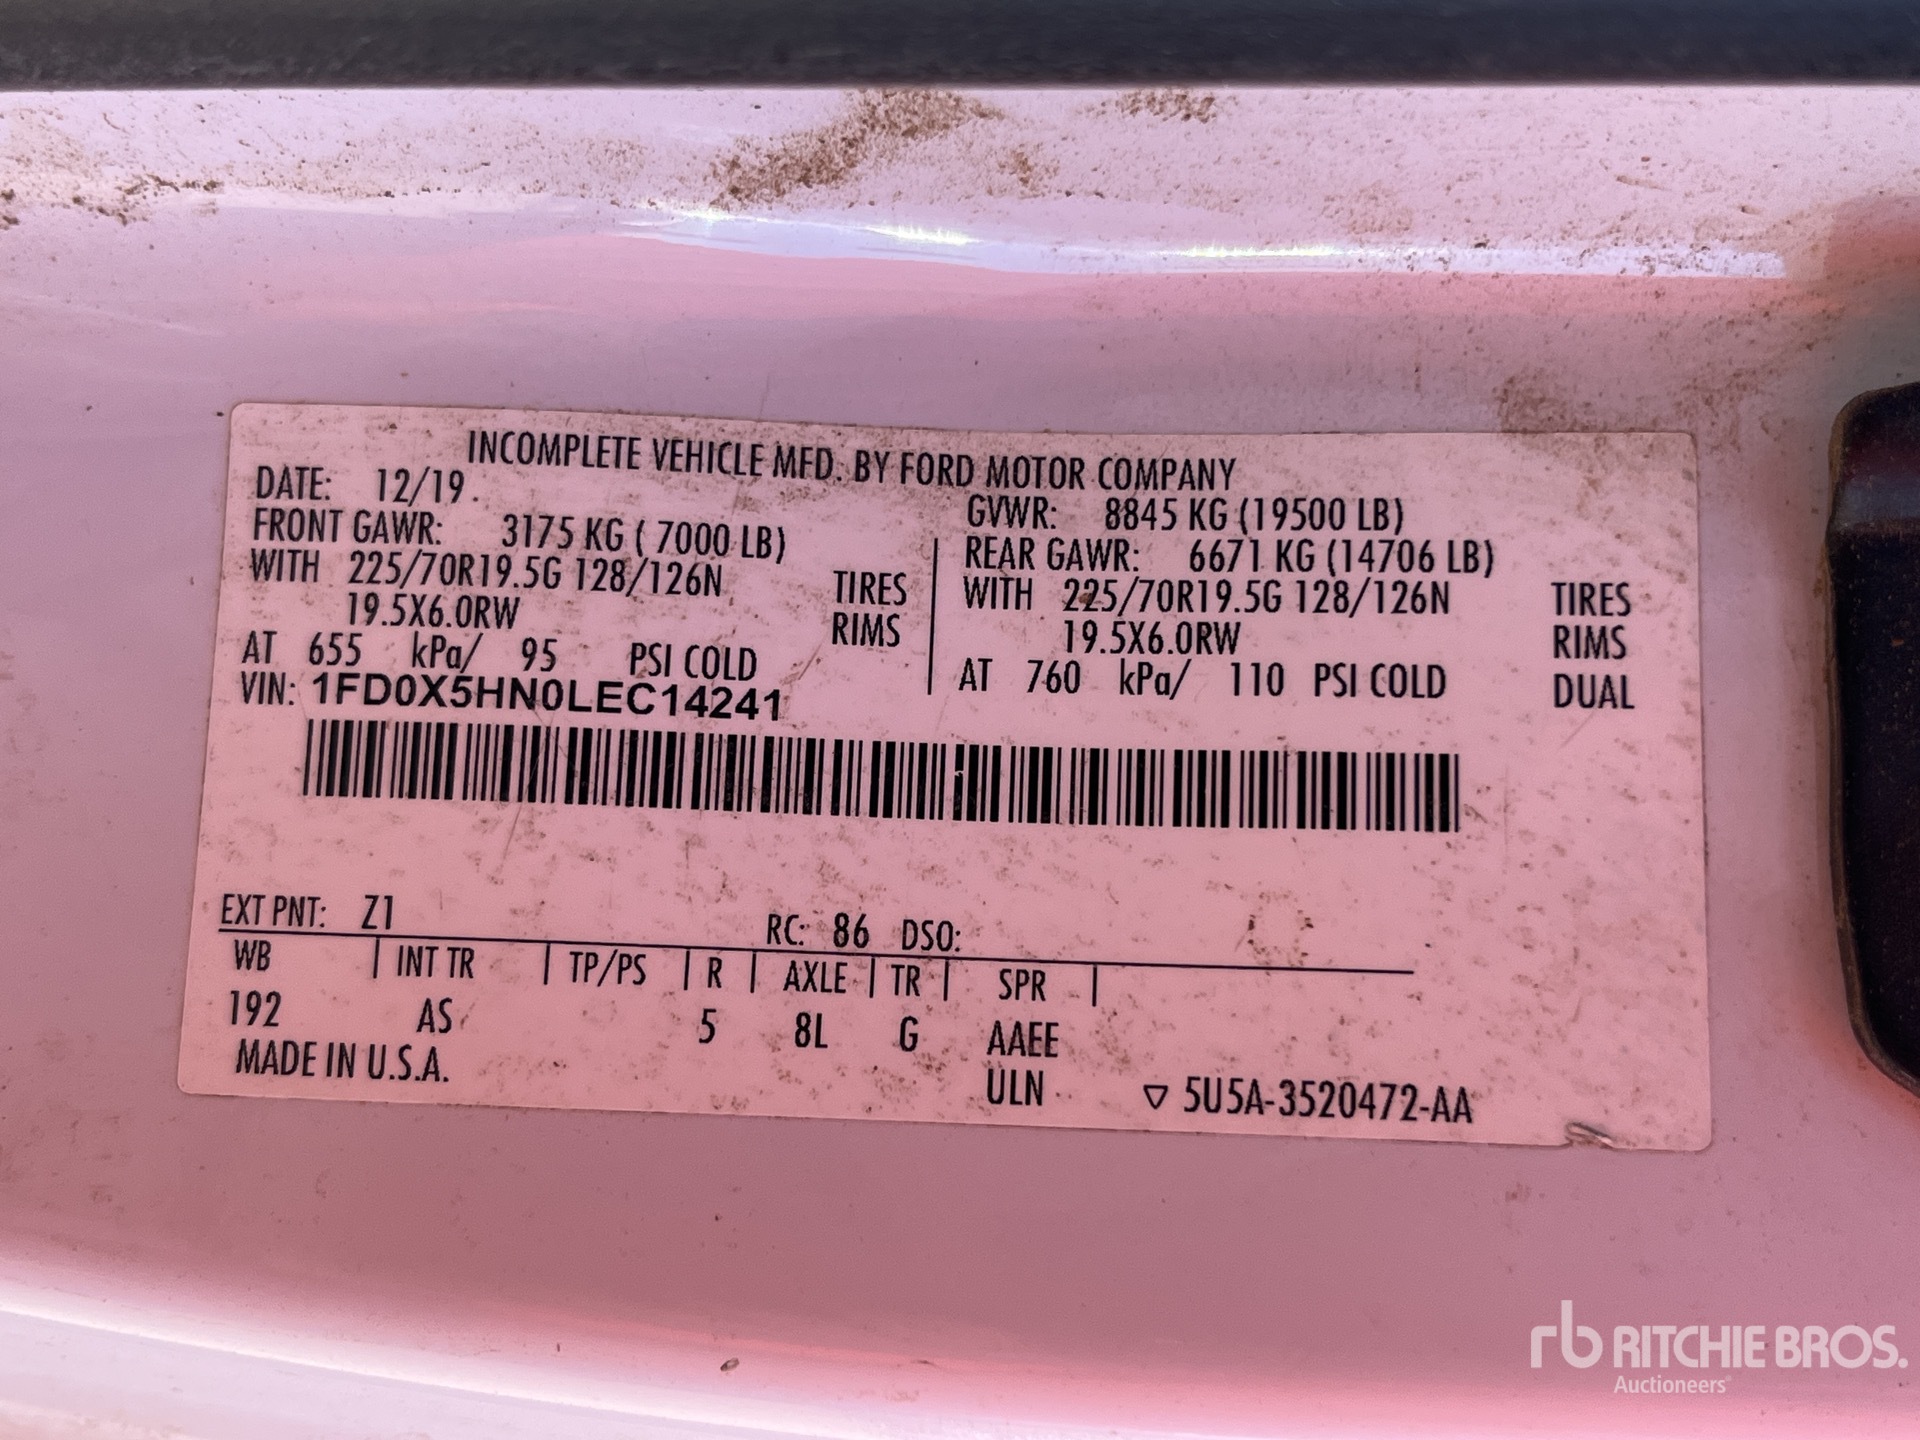 INCOMPLETE VEHICLE MFD. BY FORD MOTOR COMPANY
DATE: 12/19 GVWR: 8845 KG (19500 LB)
FRONT GAWR: 3175 KG ( 7000 LB) REAR GAWR: 6671 KG (14706 LB)
WITH 225/70R19.5G 128/126N TIRES WITH 225/70R19.5G 128/126N TIRES
19.5X6.0RW RIMS 19.5X6.0RW RIMS
AT 655 kPa/ 95 PSI COLD AT 760 kPa/ 110 PSI COLD DUAL
VIN: 1FD0X5HN0LEC14241
EXT PNT: Z1 RC: 86 DSO:
WB | INT TR | TP/PS | R | AXLE | TR | SPR |
192 AS 5 8L G AAEE
MADE IN U.S.A. ULN ▽ 5U5A-3520472-AA
rb RITCHIE BROS.
Auctioneers